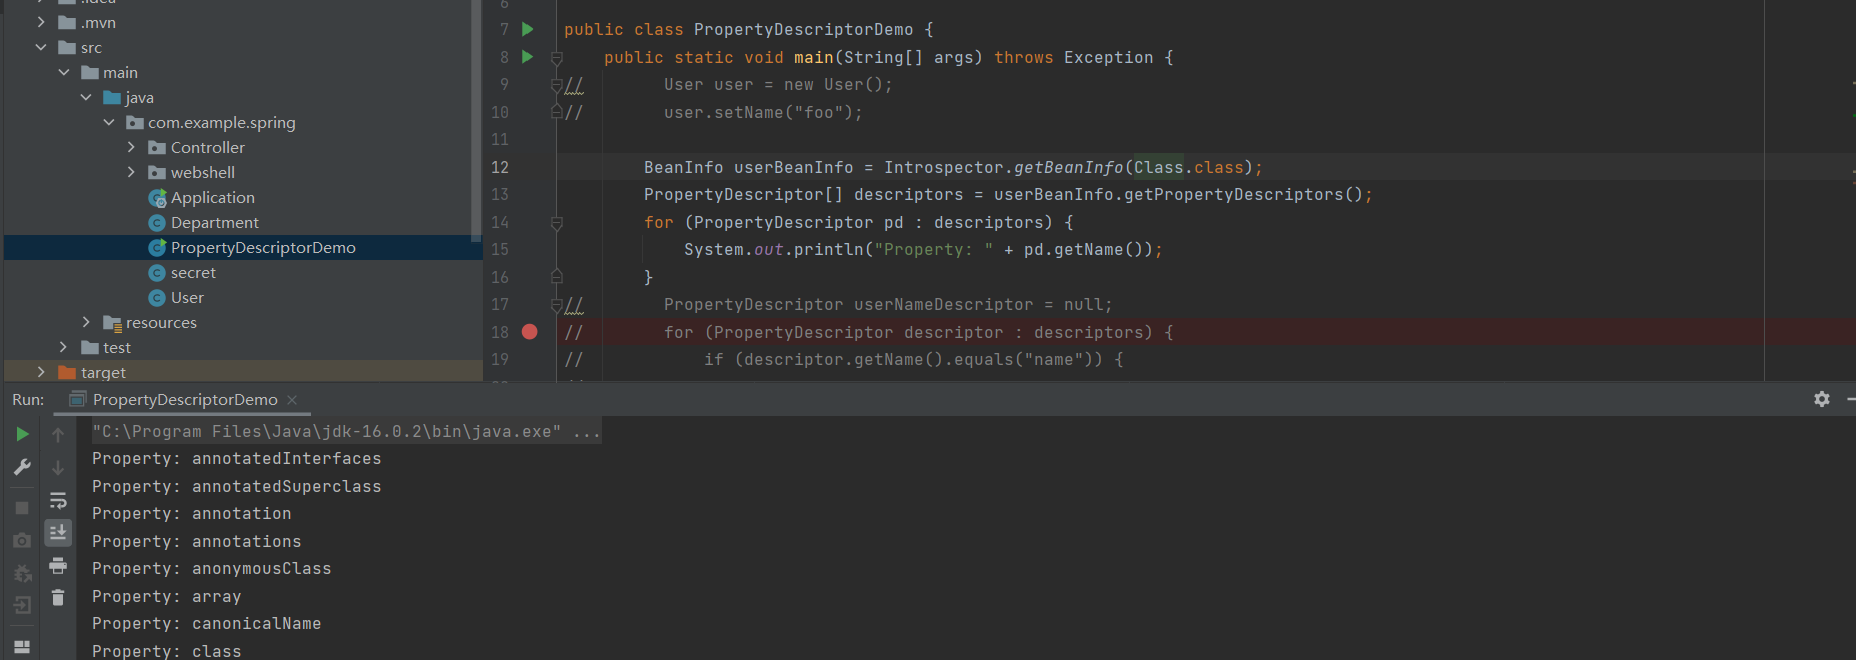 .idea
.mvn
src
main
java
com.example.spring
Controller
webshell
Application
Department
PropertyDescriptorDemo
secret
User
resources
test
target
6
7 public class PropertyDescriptorDemo {
8 public static void main(String[] args) throws Exception {
9 // User user = new User();
10 // user.setName("foo");
11
12 BeanInfo userBeanInfo = Introspector.getBeanInfo(Class.class);
13 PropertyDescriptor[] descriptors = userBeanInfo.getPropertyDescriptors();
14 for (PropertyDescriptor pd : descriptors) {
15 System.out.println("Property: " + pd.getName());
16 }
17 // PropertyDescriptor userNameDescriptor = null;
18 // for (PropertyDescriptor descriptor : descriptors) {
19 // if (descriptor.getName().equals("name")) {
Run: PropertyDescriptorDemo
"C:\Program Files\Java\jdk-16.0.2\bin\java.exe" ...
Property: annotatedInterfaces
Property: annotatedSuperclass
Property: annotation
Property: annotations
Property: anonymousClass
Property: array
Property: canonicalName
Property: class